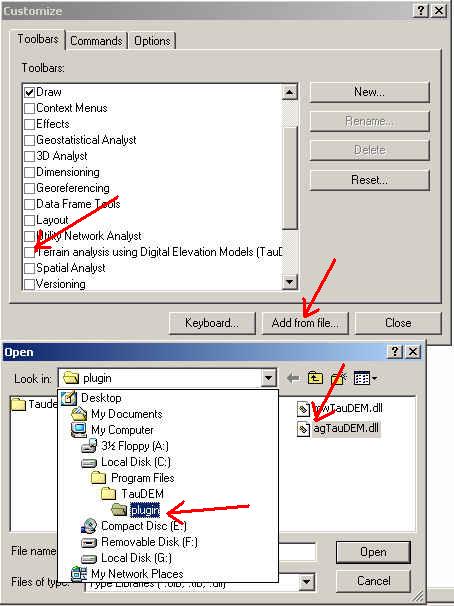 Customize
Toolbars Commands Options
Toolbars:
Draw
Context Menus
Effects
Geostatistical Analyst
3D Analyst
Dimensioning
Georeferencing
Data Frame Tools
Layout
Utility Network Analyst
Terrain analysis using Digital Elevation Models (TauD
Spatial Analyst
Versioning
New...
Rename...
Delete
Reset...
Keyboard... Add from file... Close
Open
Look in: plugin
Desktop
My Documents
My Computer
3½ Floppy (A:)
Local Disk (C:)
Program Files
TauDEM
plugin
Compact Disc (E:)
Removable Disk (F:)
Local Disk (G:)
My Network Places
Taude
mwTauDEM.dll
agTauDEM.dll
File name
Open
Files of type: Type Libraries (*.olb,*.tlb,*.dll)
Cancel